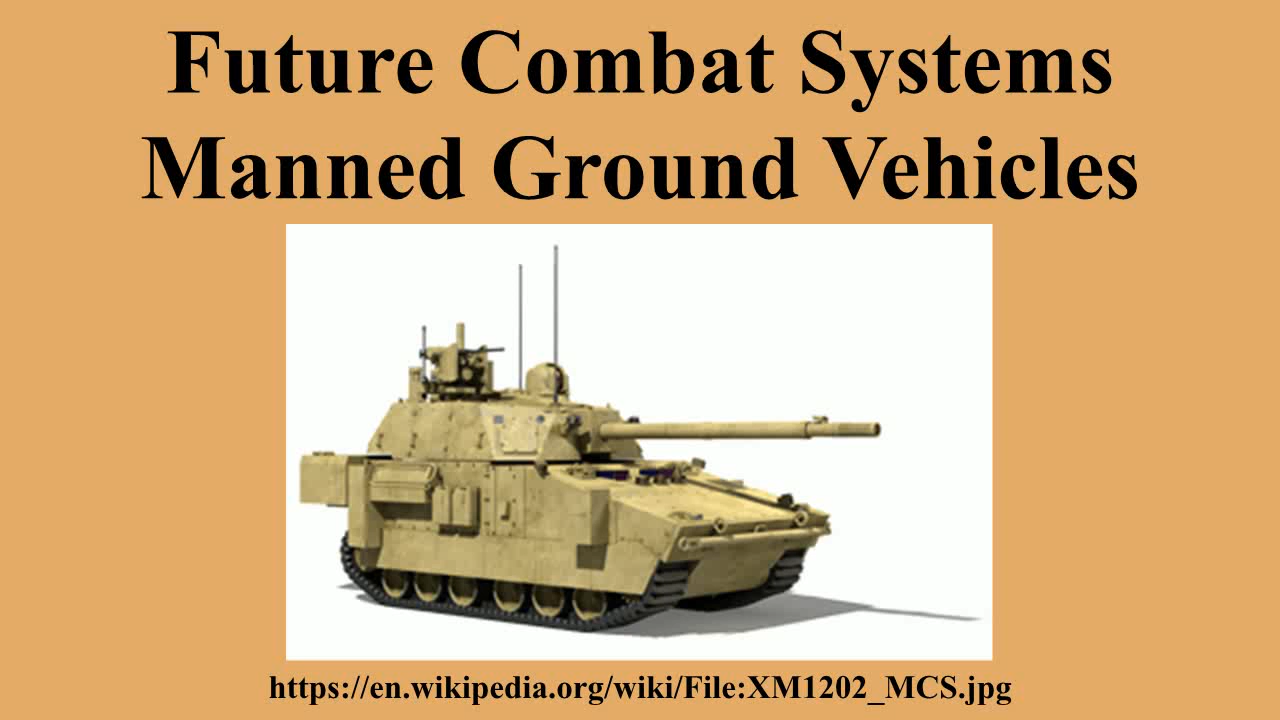 Future Combat Systems
Manned Ground Vehicles
https://en.wikipedia.org/wiki/File:XM1202_MCS.jpg